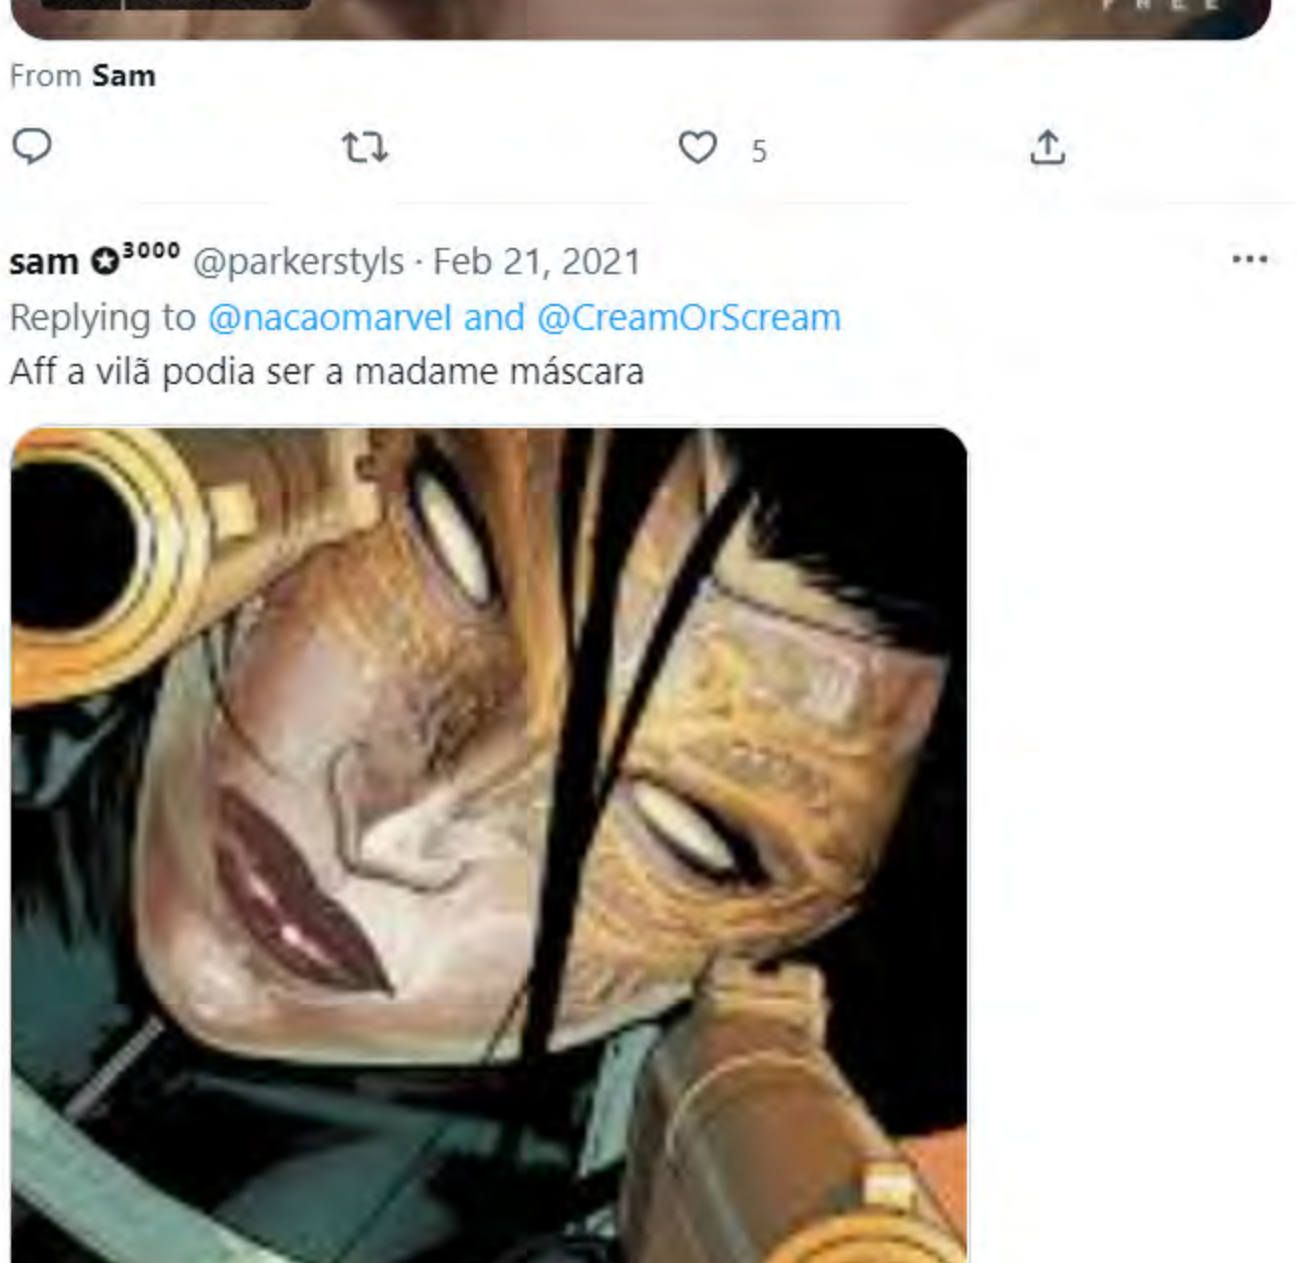 FREE
From Sam
5
sam ✪³⁰⁰⁰ @parkerstyls · Feb 21, 2021
Replying to @nacaomarvel and @CreamOrScream
Aff a vilã podia ser a madame máscara